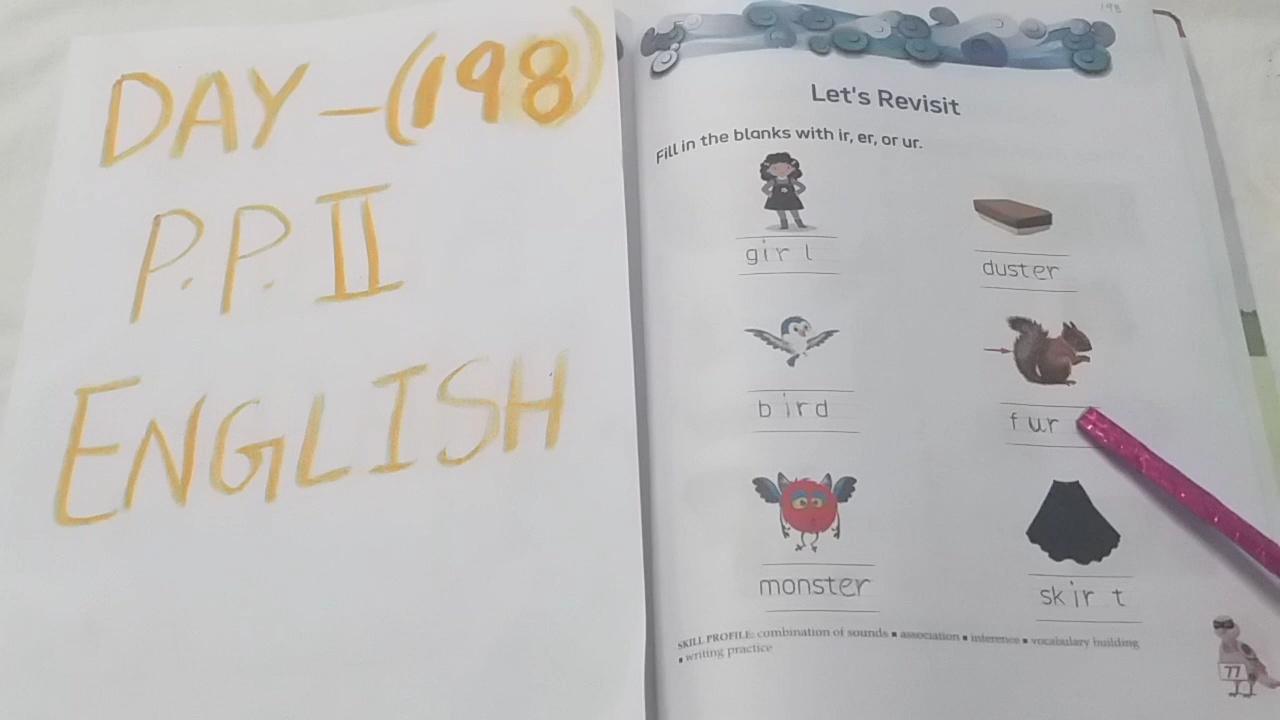 DAY-(198)
P.P.II
ENGLISH
198
Let's Revisit
Fill in the blanks with ir, er, or ur.
girl
duster
bird
fur
monster
skirt
SKILL PROFILE: combination of sounds ▪ association ▪ inference ▪ vocabulary building
▪ writing practice
77